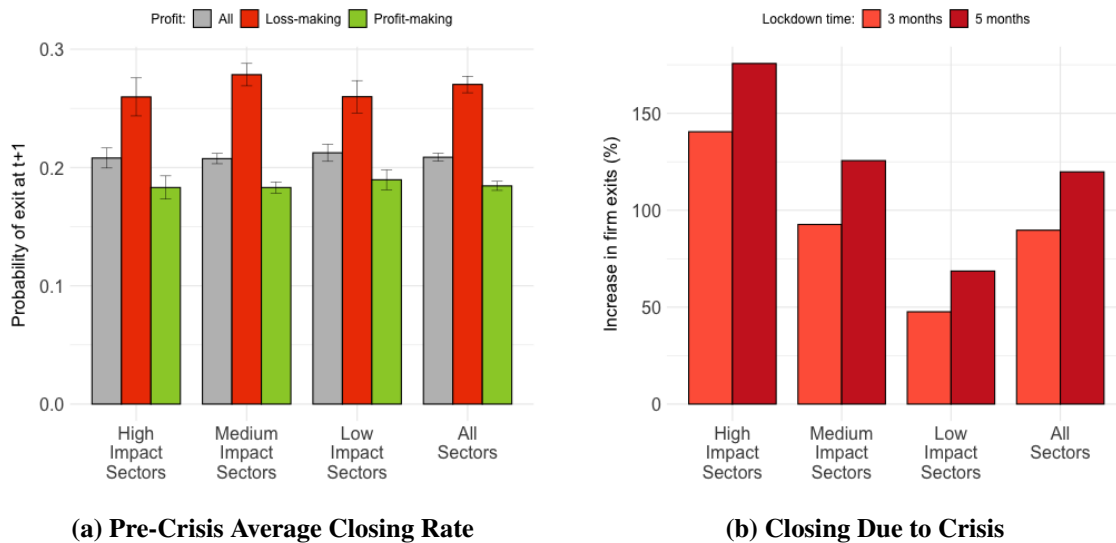 Profit: All Loss-making Profit-making
Probability of exit at t+1
0.3
0.2
0.1
0.0
High
Impact
Sectors
Medium
Impact
Sectors
Low
Impact
Sectors
All
Sectors
(a) Pre-Crisis Average Closing Rate
Lockdown time: 3 months 5 months
Increase in firm exits (%)
150
100
50
0
High
Impact
Sectors
Medium
Impact
Sectors
Low
Impact
Sectors
All
Sectors
(b) Closing Due to Crisis